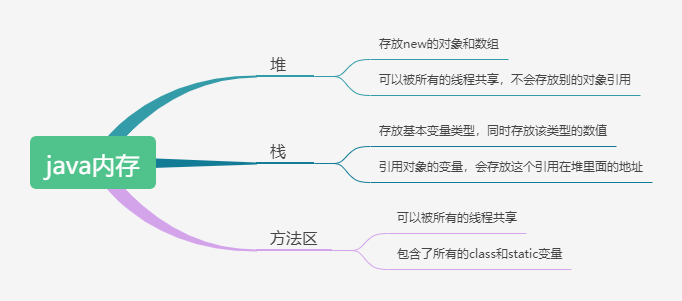 java内存
堆
存放new的对象和数组
可以被所有的线程共享，不会存放别的对象引用
栈
存放基本变量类型，同时存放该类型的数值
引用对象的变量，会存放这个引用在堆里面的地址
方法区
可以被所有的线程共享
包含了所有的class和static变量